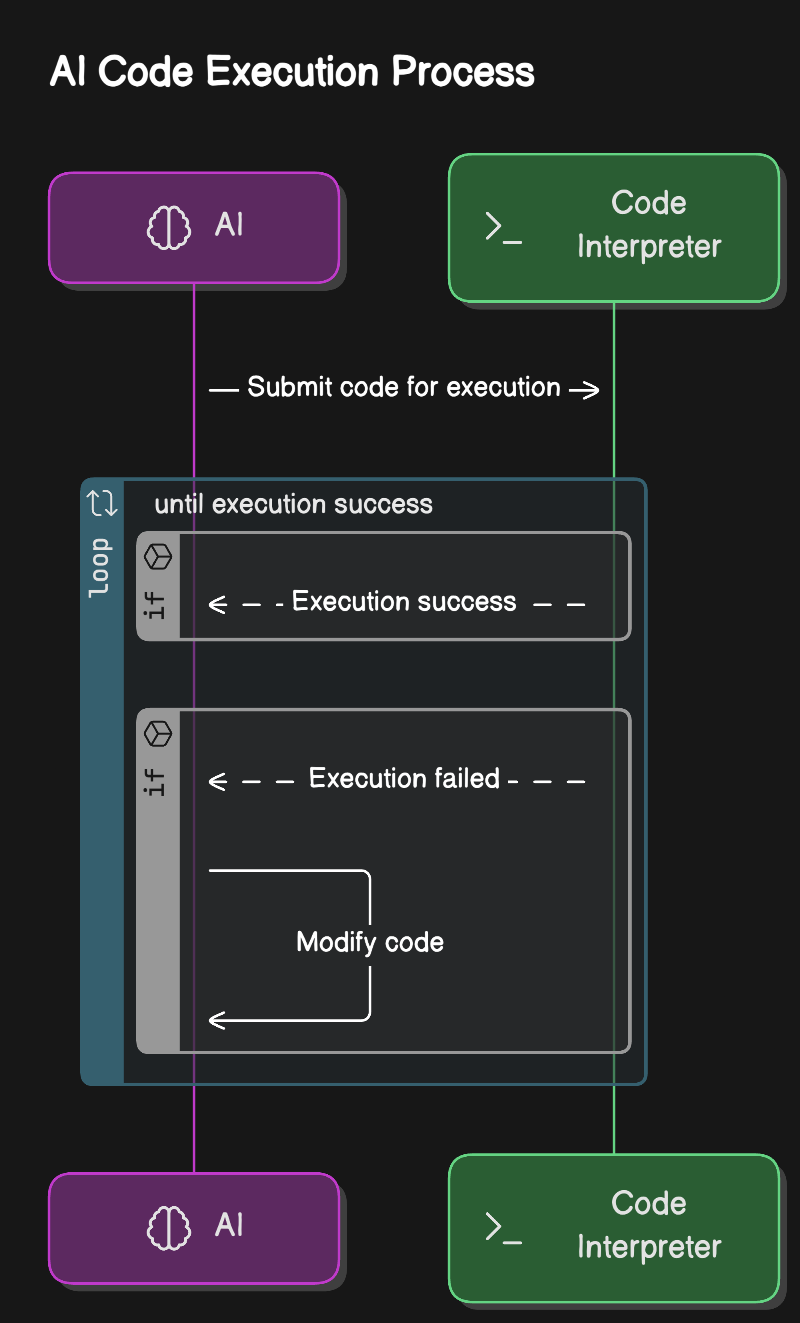 AI Code Execution Process
AI
Code
Interpreter
Submit code for execution
until execution success
loop
if
Execution success
if
Execution failed
Modify code
AI
Code
Interpreter